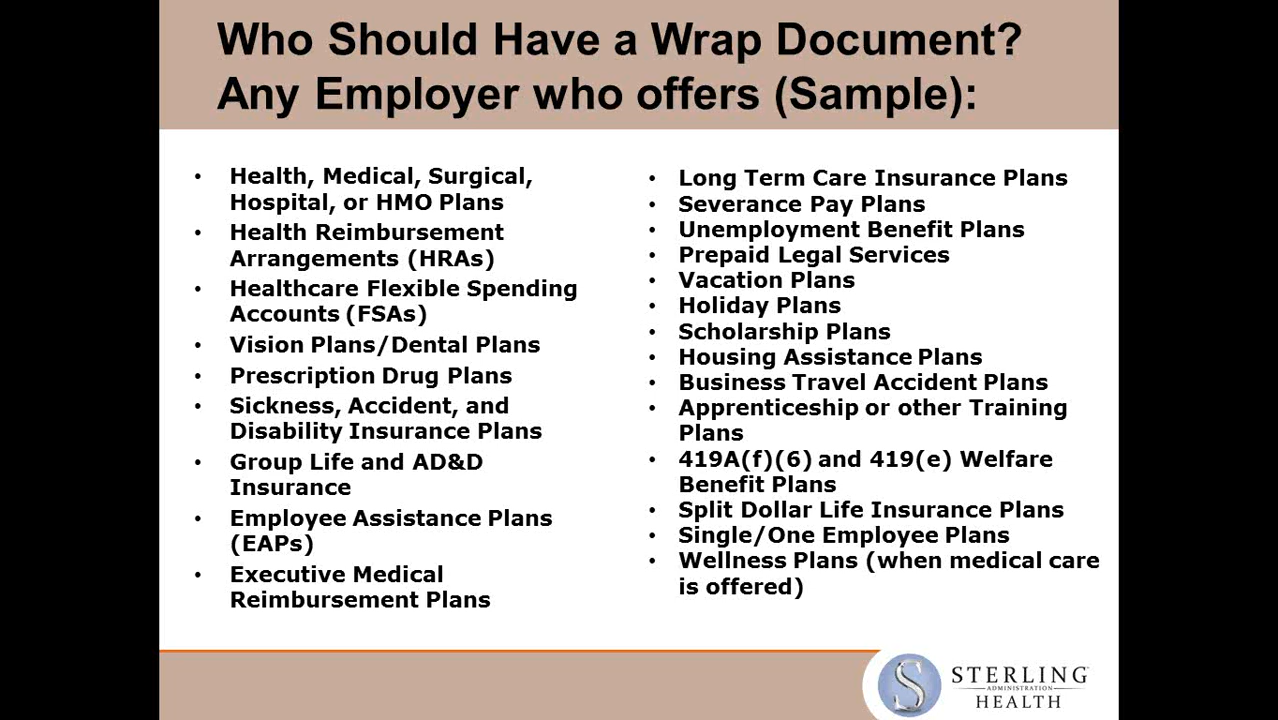 Who Should Have a Wrap Document?
Any Employer who offers (Sample):
• Health, Medical, Surgical,
Hospital, or HMO Plans
• Health Reimbursement
Arrangements (HRAs)
• Healthcare Flexible Spending
Accounts (FSAs)
• Vision Plans/Dental Plans
• Prescription Drug Plans
• Sickness, Accident, and
Disability Insurance Plans
• Group Life and AD&D
Insurance
• Employee Assistance Plans
(EAPs)
• Executive Medical
Reimbursement Plans
• Long Term Care Insurance Plans
• Severance Pay Plans
• Unemployment Benefit Plans
• Prepaid Legal Services
• Vacation Plans
• Holiday Plans
• Scholarship Plans
• Housing Assistance Plans
• Business Travel Accident Plans
• Apprenticeship or other Training
Plans
• 419A(f)(6) and 419(e) Welfare
Benefit Plans
• Split Dollar Life Insurance Plans
• Single/One Employee Plans
• Wellness Plans (when medical care
is offered)
S
STERLING
ADMINISTRATION
HEALTH